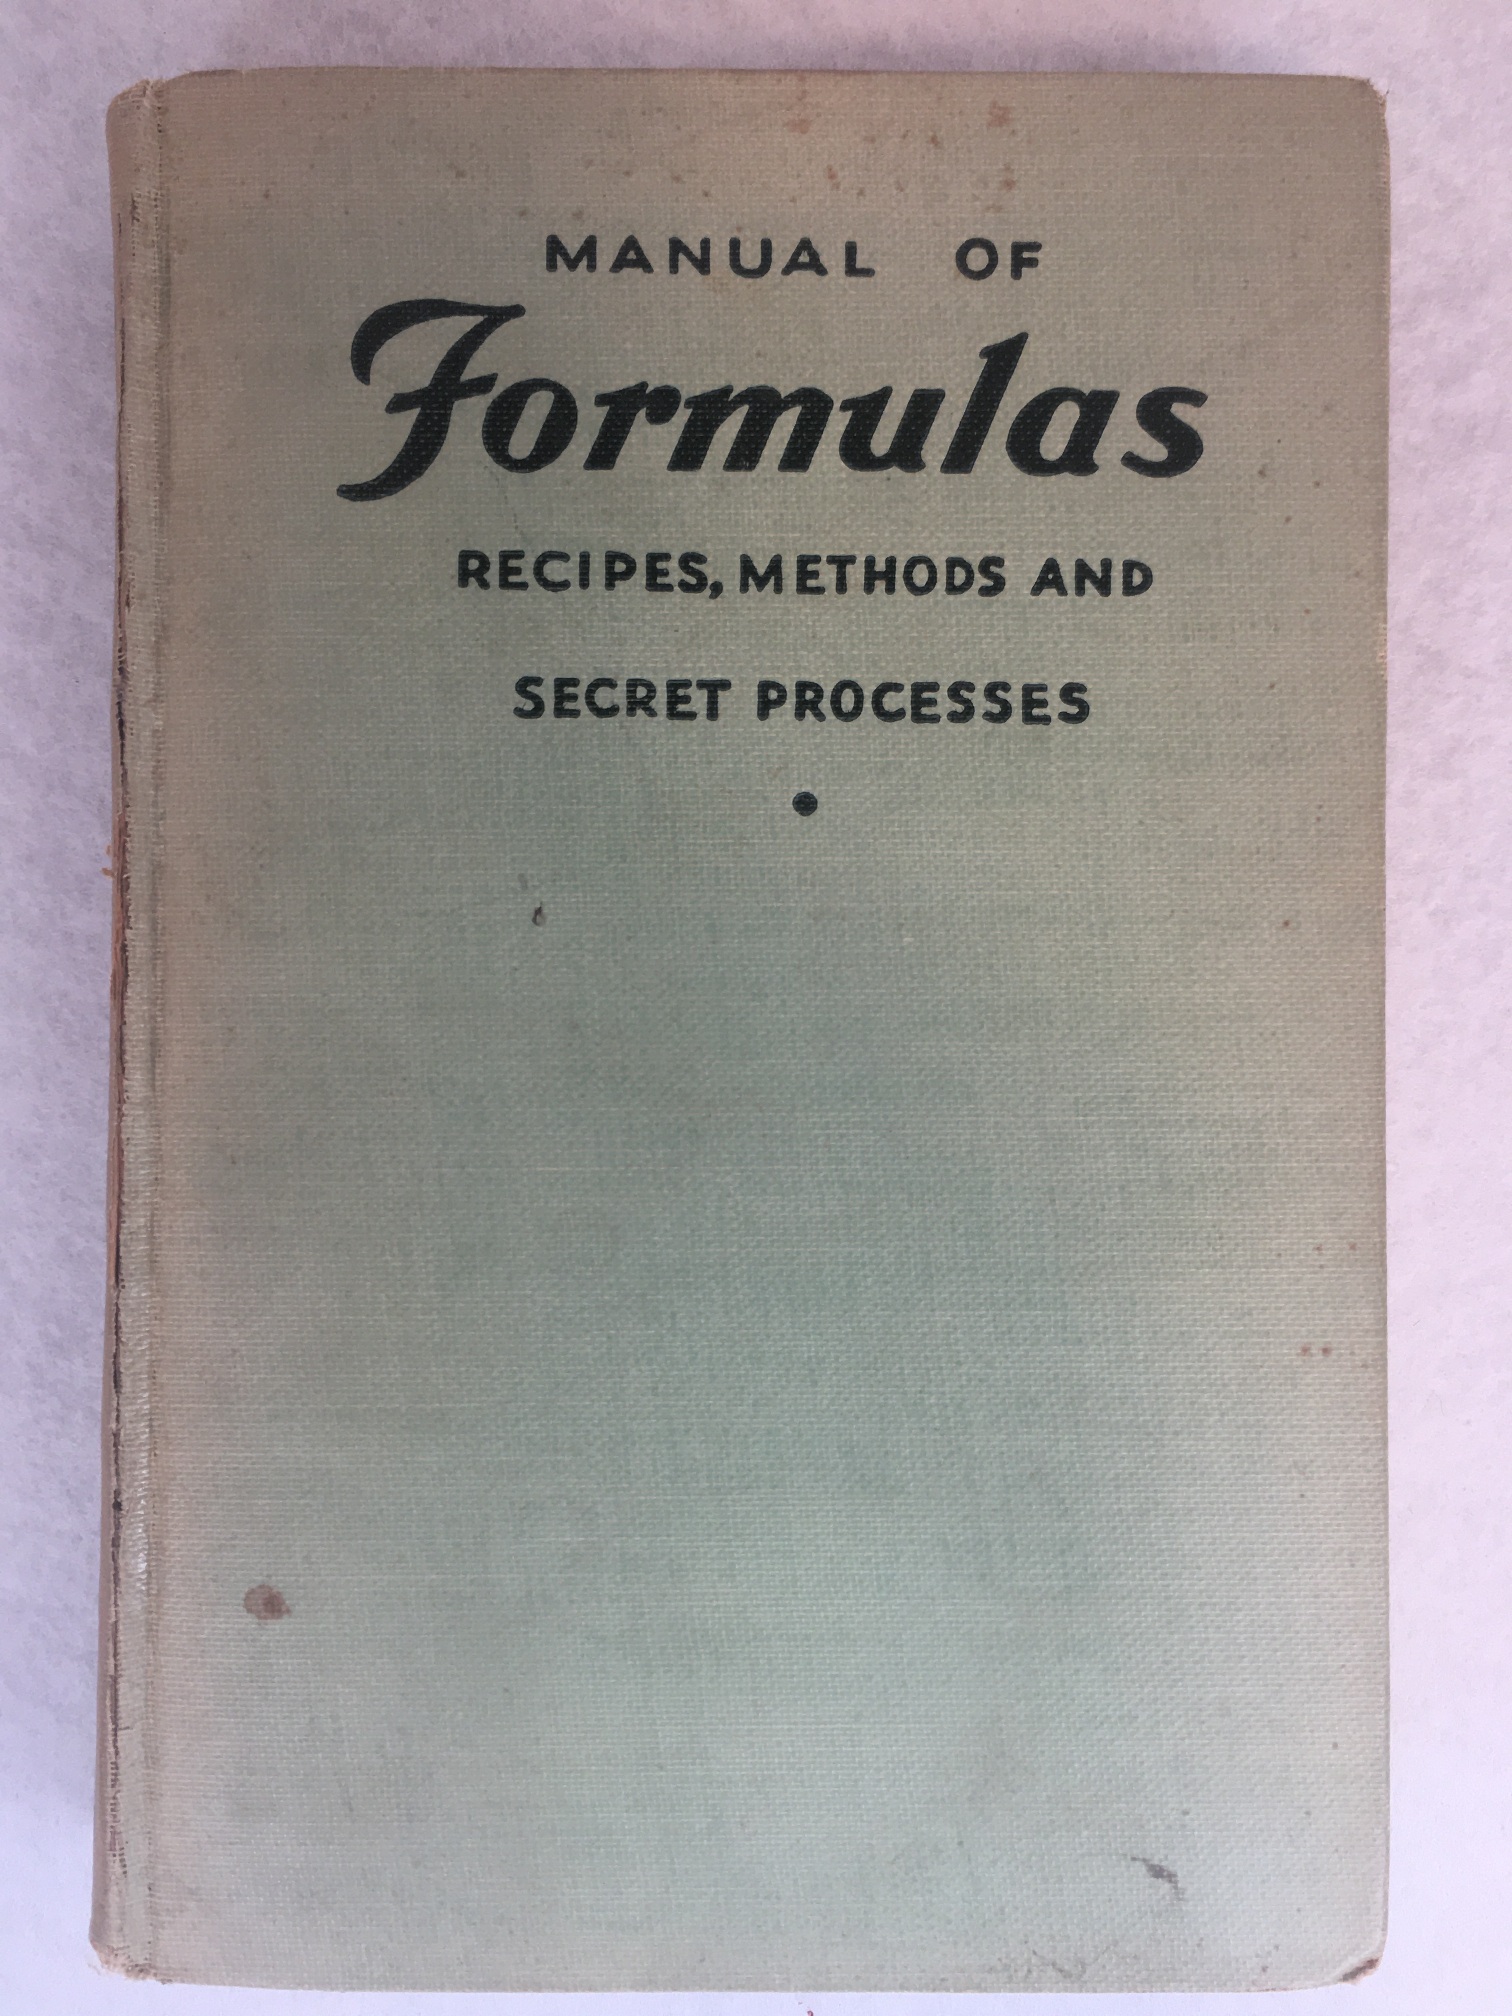 MANUAL OF
Formulas
RECIPES, METHODS AND
SECRET PROCESSES